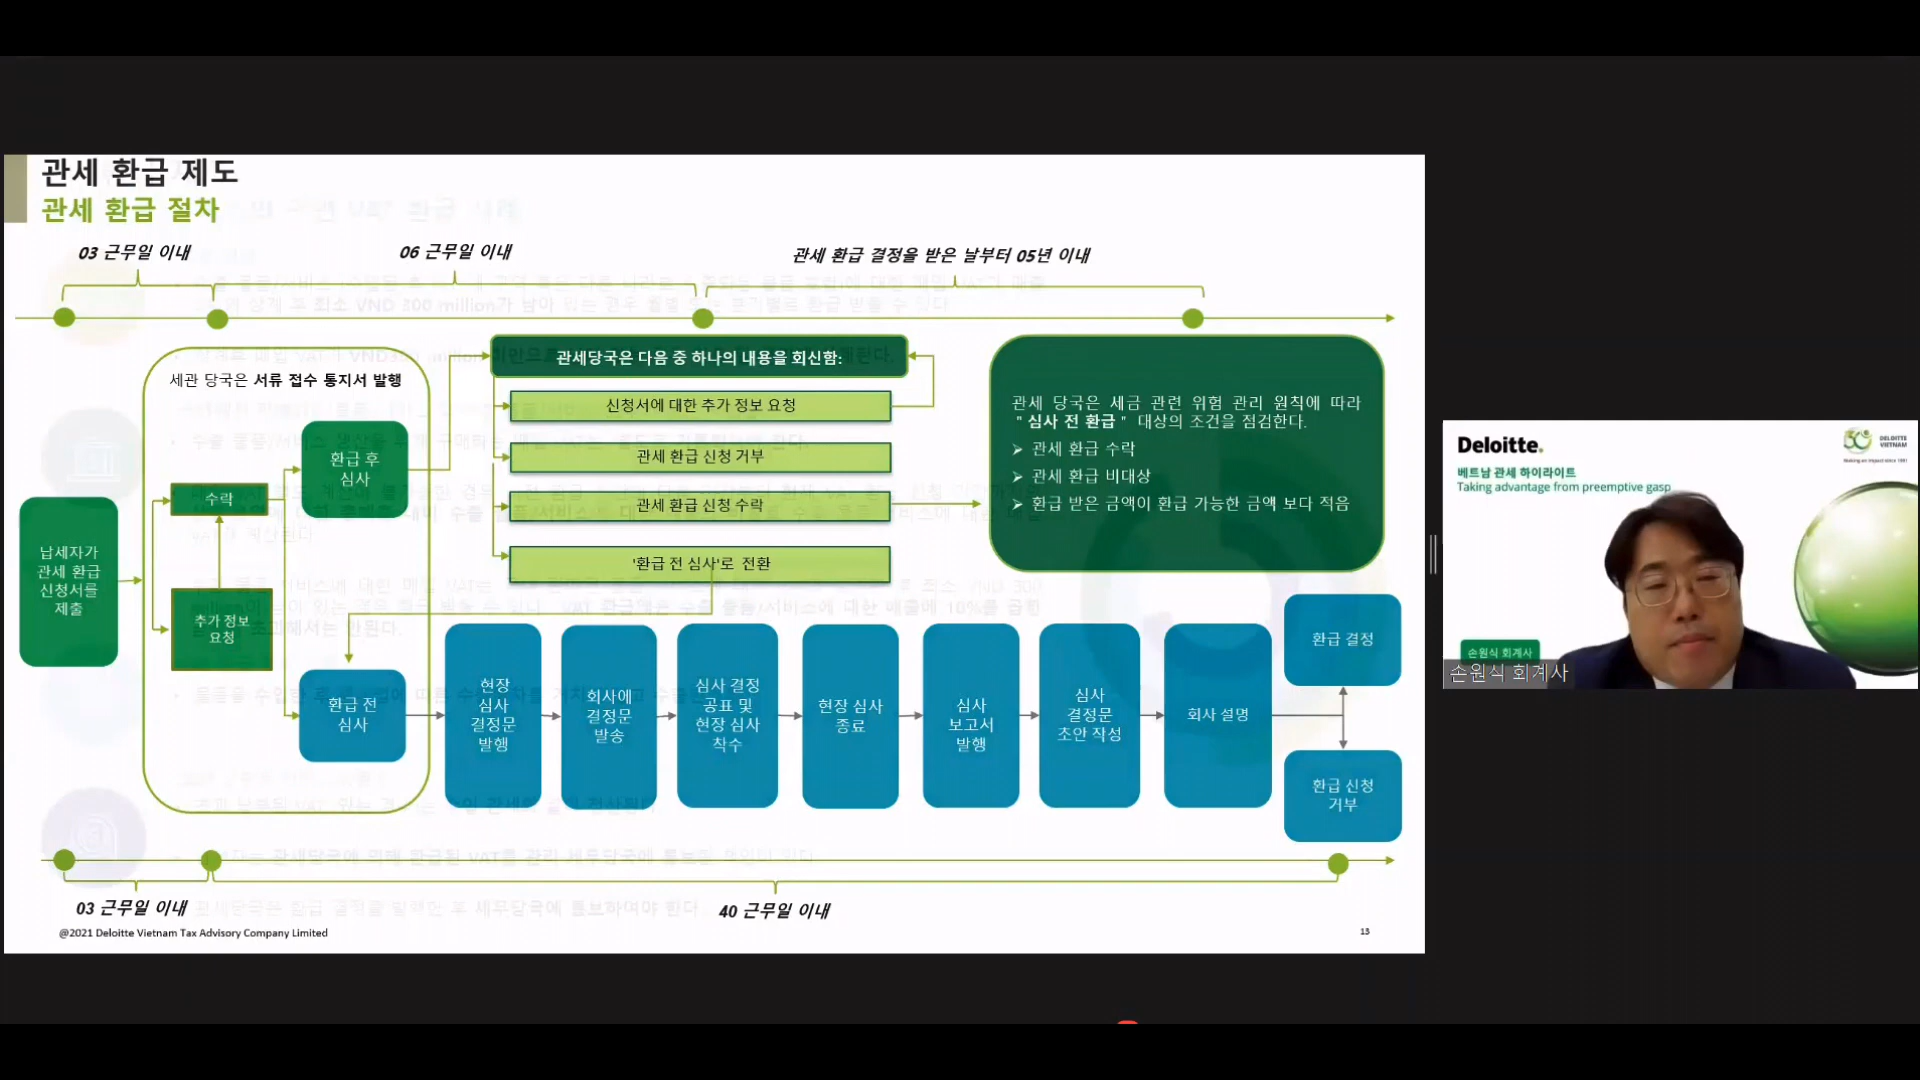 관세 환급 제도
관세 환급 절차
03 근무일 이내
06 근무일 이내
관세 환급 결정을 받은 날부터 05년 이내
세관 당국은 서류 접수 통지서 발행
납세자가
관세 환급
신청서를
제출
수락
추가 정보
요청
환급 후
심사
환급 전
심사
관세당국은 다음 중 하나의 내용을 회신함:
신청서에 대한 추가 정보 요청
관세 환급 신청 거부
관세 환급 신청 수락
'환급 전 심사'로 전환
관세 당국은 세금 관련 위험 관리 원칙에 따라
"심사 전 환급" 대상의 조건을 점검한다.
➢ 관세 환급 수락
➢ 관세 환급 비대상
➢ 환급 받은 금액이 환급 가능한 금액 보다 적음
현장
심사
결정문
발행
회사에
결정문
발송
심사 결정
공표 및
현장 심사
착수
현장 심사
종료
심사
보고서
발행
심사
결정문
조안 작성
회사 설명
환급 결정
환급 신청
거부
03 근무일 이내
40 근무일 이내
@2021 Deloitte Vietnam Tax Advisory Company Limited
13
Deloitte.
50
DELOITTE
VIETNAM
베트남 관세 하이라이트
Taking advantage from preemptive gasp
손원식 회계사
손원식 회계사